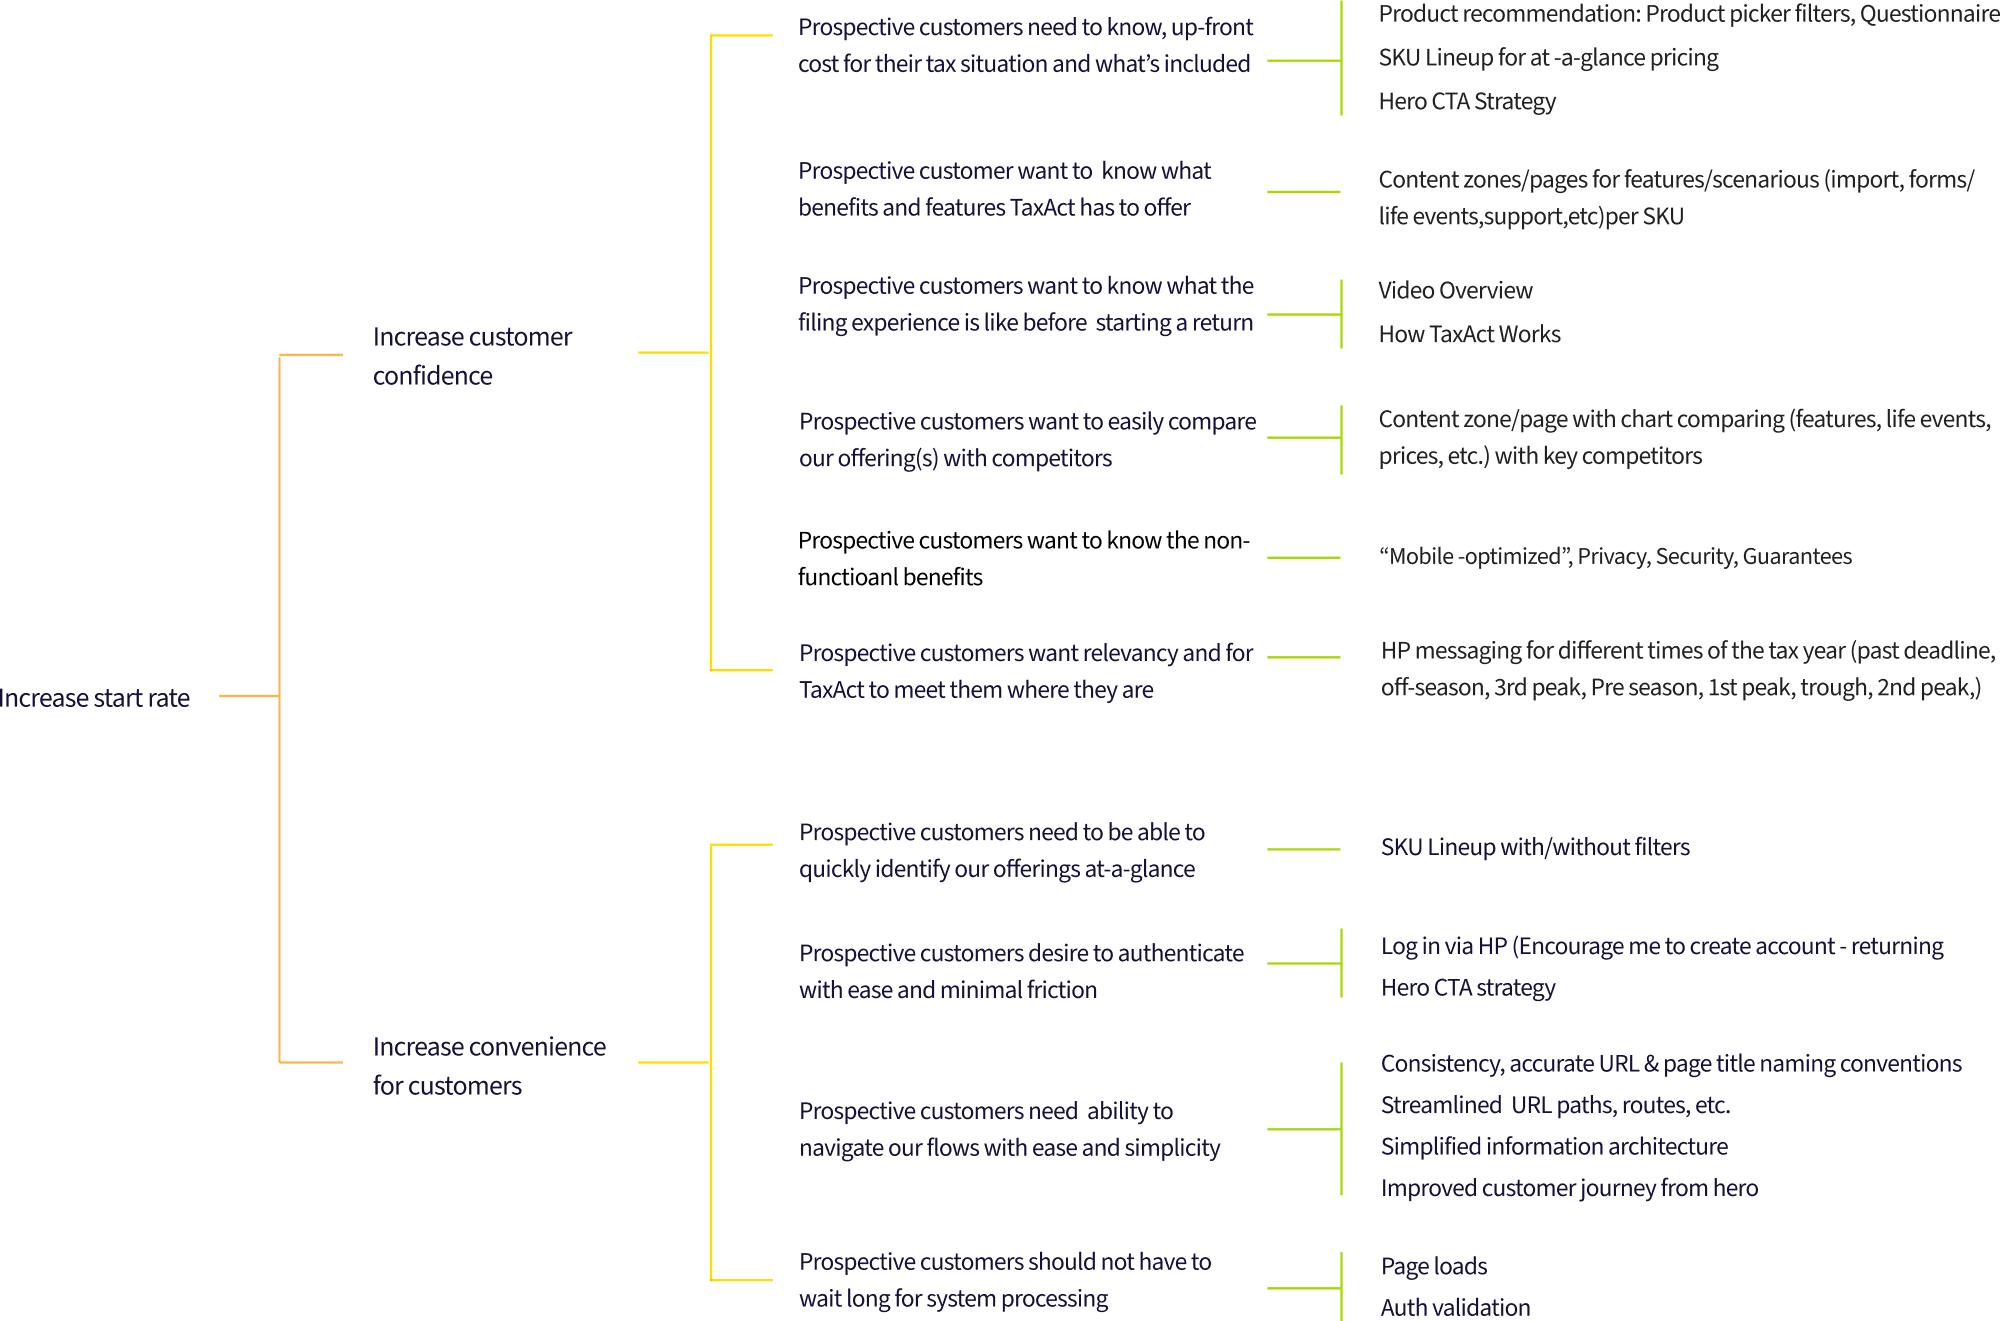 Increase start rate
Increase customer
confidence
Prospective customers need to know, up-front
cost for their tax situation and what’s included
Product recommendation: Product picker filters, Questionnaire
SKU Lineup for at -a-glance pricing
Hero CTA Strategy
Prospective customer want to  know what
benefits and features TaxAct has to offer
Content zones/pages for features/scenarious (import, forms/
life events,support,etc)per SKU
Prospective customers want to know what the
filing experience is like before  starting a return
Video Overview
How TaxAct Works
Prospective customers want to easily compare
our offering(s) with competitors
Content zone/page with chart comparing (features, life events,
prices, etc.) with key competitors
Prospective customers want to know the non-
functioanl benefits
“Mobile -optimized”, Privacy, Security, Guarantees
Prospective customers want relevancy and for
TaxAct to meet them where they are
HP messaging for different times of the tax year (past deadline,
off-season, 3rd peak, Pre season, 1st peak, trough, 2nd peak,)
Increase convenience
for customers
Prospective customers need to be able to
quickly identify our offerings at-a-glance
SKU Lineup with/without filters
Prospective customers desire to authenticate
with ease and minimal friction
Log in via HP (Encourage me to create account - returning
Hero CTA strategy
Prospective customers need  ability to
navigate our flows with ease and simplicity
Consistency, accurate URL & page title naming conventions
Streamlined  URL paths, routes, etc.
Simplified information architecture
Improved customer journey from hero
Prospective customers should not have to
wait long for system processing
Page loads
Auth validation